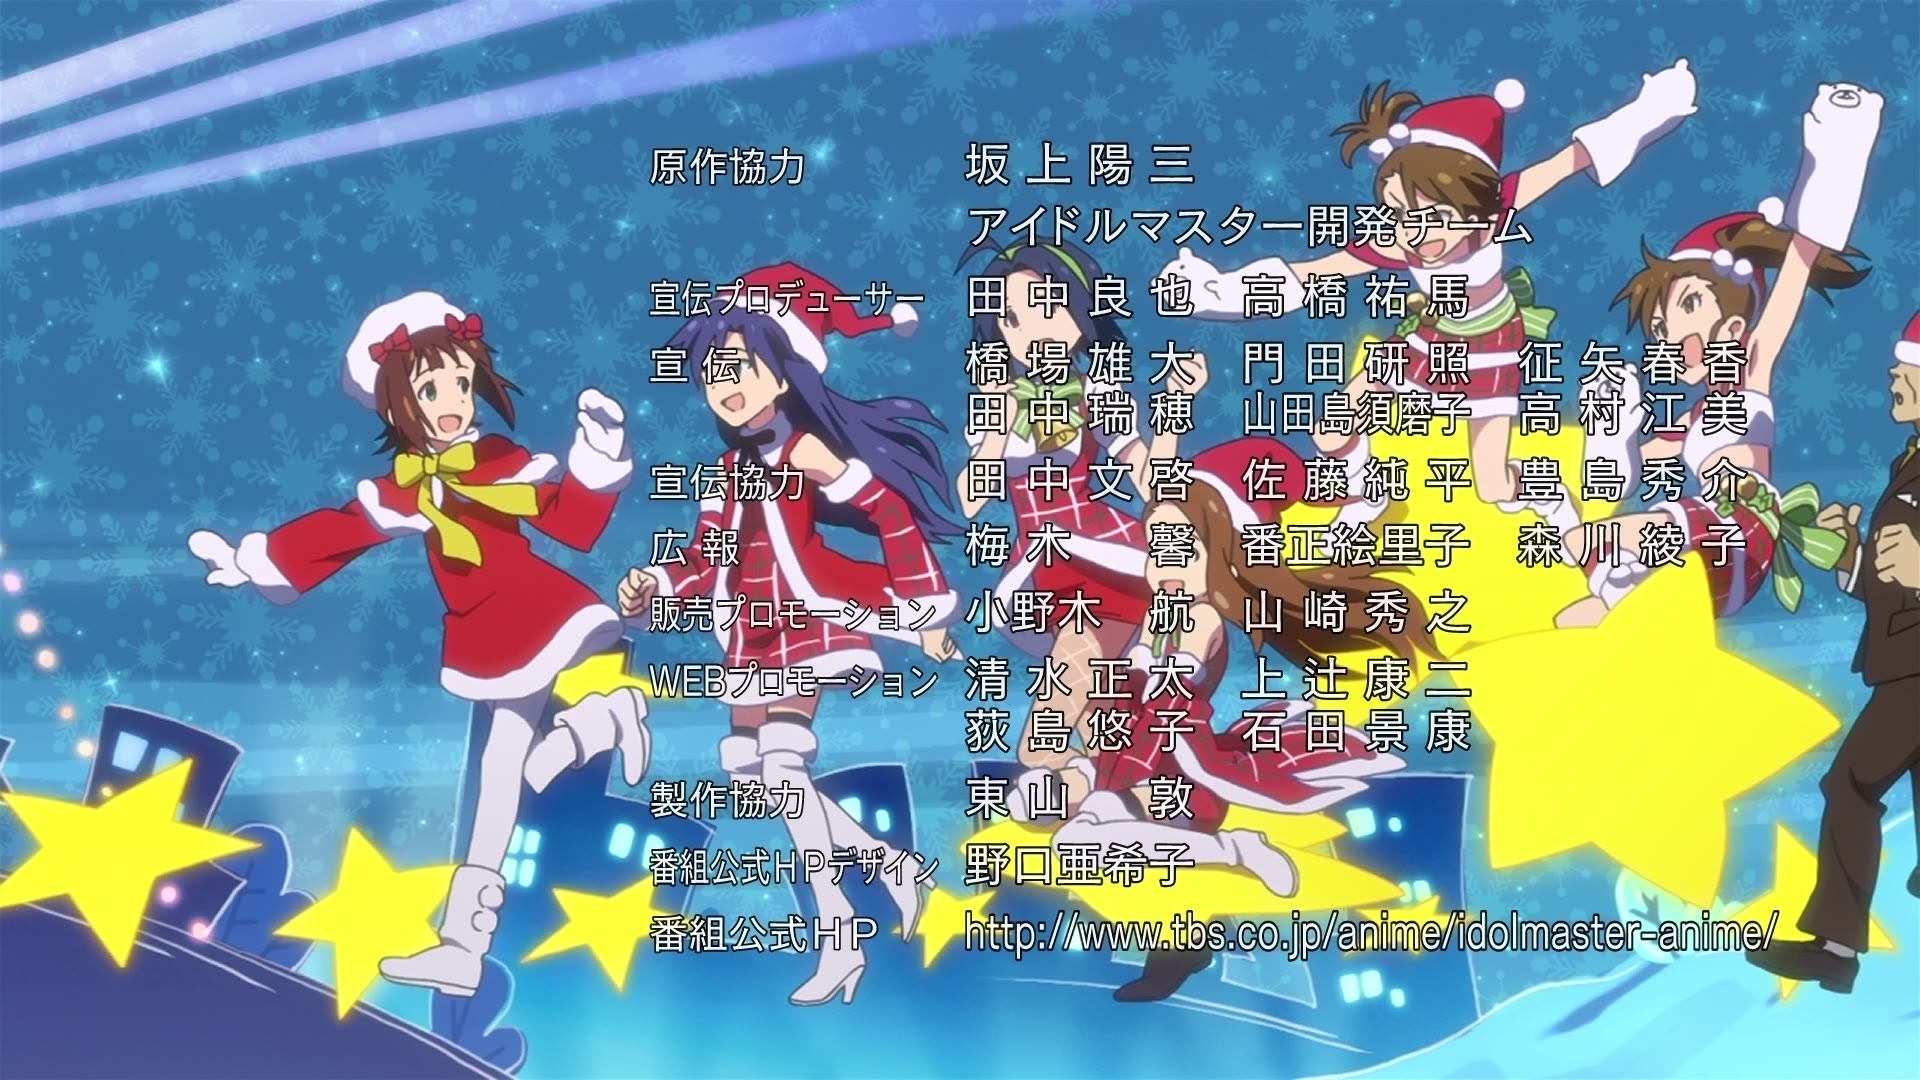 原作協力 坂上陽三
アイドルマスター開発チーム
宣伝プロデューサー 田中良也 高橋祐馬
宣伝 橋場雄大 門田研照 征矢春香
田中瑞穂 山田島須磨子 高村江美
宣伝協力 田中文啓 佐藤純平 豊島秀介
広報 梅木馨 番正絵里子 森川綾子
販売プロモーション 小野木航 山崎秀之
WEBプロモーション 清水正太 上辻康二
荻島悠子 石田景康
製作協力 東山敦
番組公式HPデザイン 野口亜希子
番組公式HP http://www.tbs.co.jp/anime/idolmaster-anime/